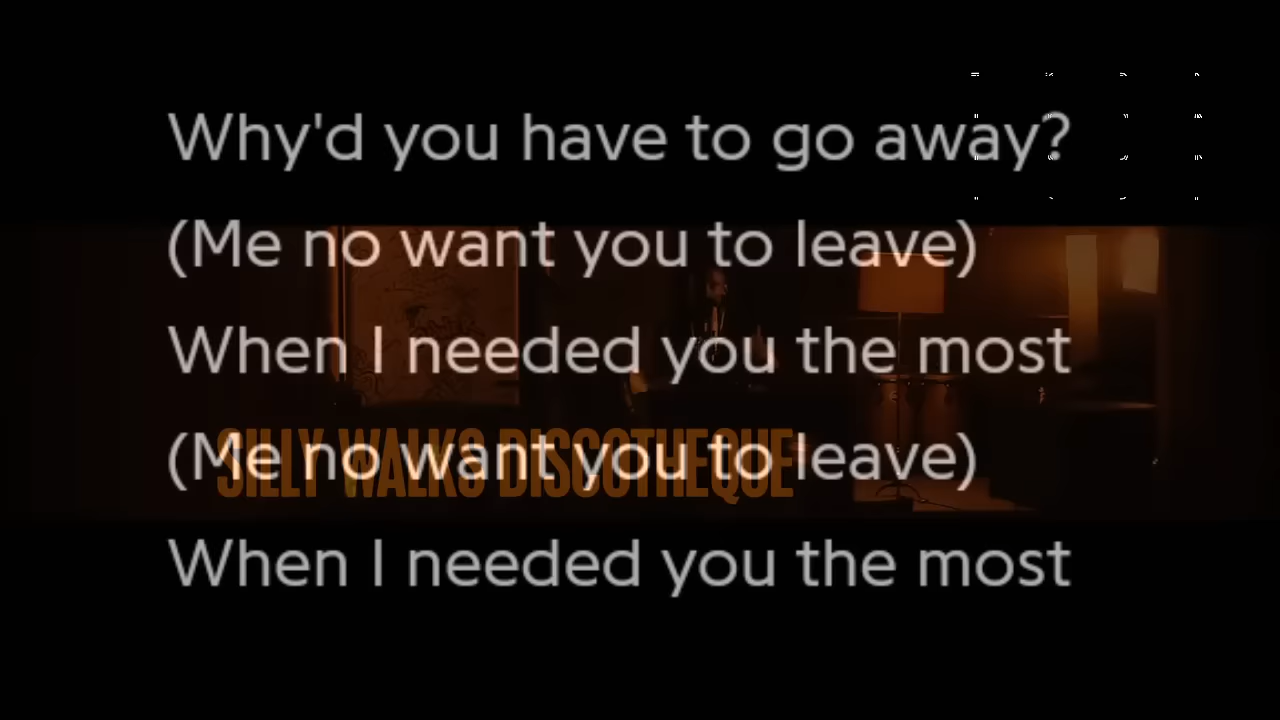 Why'd you have to go away?
(Me no want you to leave)
When I needed you the most
(Me no want you to leave)
SILLY WALKS DISCOTHEQUE
When I needed you the most